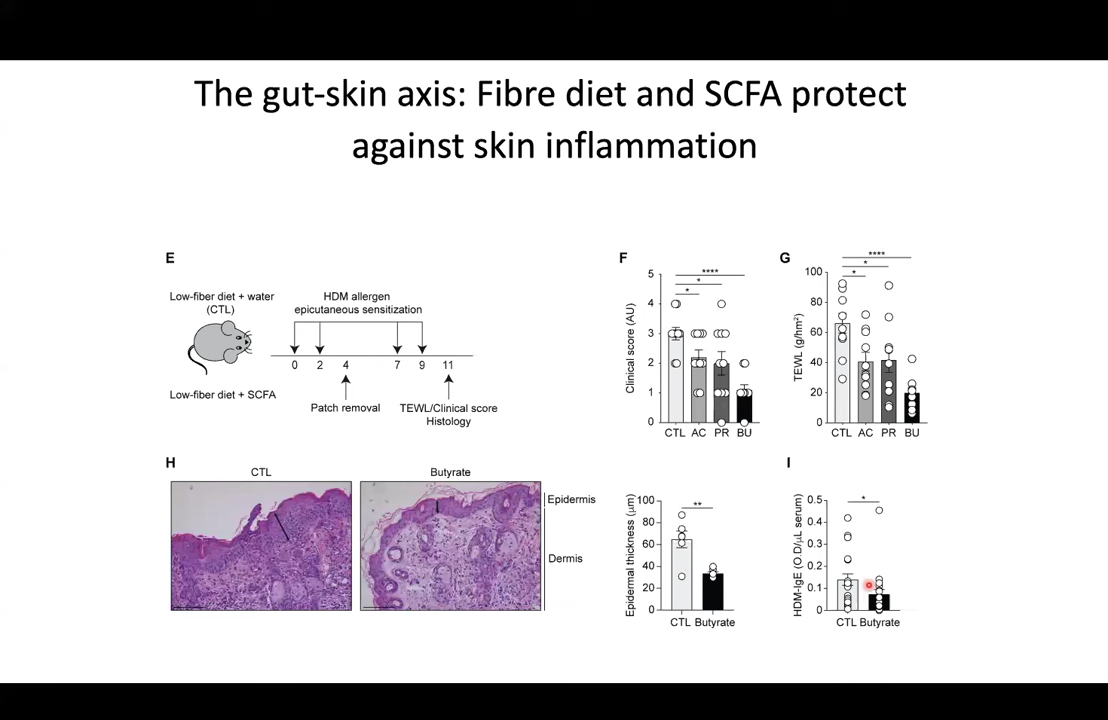 The gut-skin axis: Fibre diet and SCFA protect
against skin inflammation
E
Low-fiber diet + water
(CTL)
Low-fiber diet + SCFA
HDM allergen
epicutaneous sensitization
0 2 4 7 9 11
Patch removal
TEWL/Clinical score
Histology
F
Clinical score (AU)
5
4
3
2
1
0
****
*
*
CTL AC PR BU
G
TEWL (g/hm²)
100
80
60
40
20
0
****
*
*
CTL AC PR BU
H
CTL
Butyrate
Epidermis
Dermis
Epidermal thickness (µm)
100
80
60
40
20
0
**
CTL Butyrate
I
HDM-IgE (O.D/µL serum)
0.5
0.4
0.3
0.2
0.1
0
*
CTL Butyrate